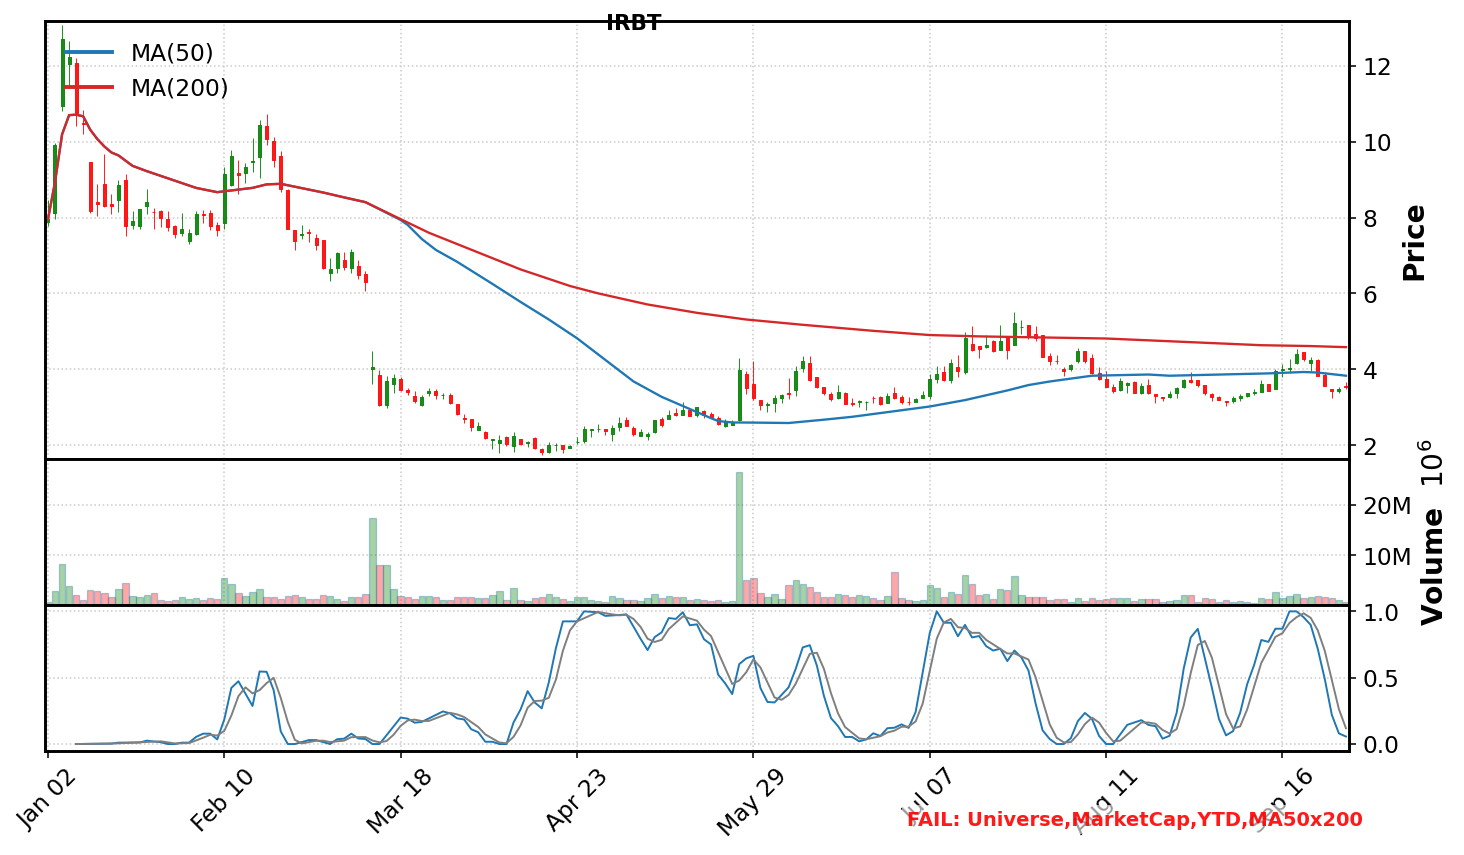 IRBT
MA(50)
MA(200)
12
10
8
6
4
2
Price
20M
10M
Volume 10⁶
1.0
0.5
0.0
Jan 02
Feb 10
Mar 18
Apr 23
May 29
Jul 07
Aug 11
Sep 16
FAIL: Universe,MarketCap,YTD,MA50x200